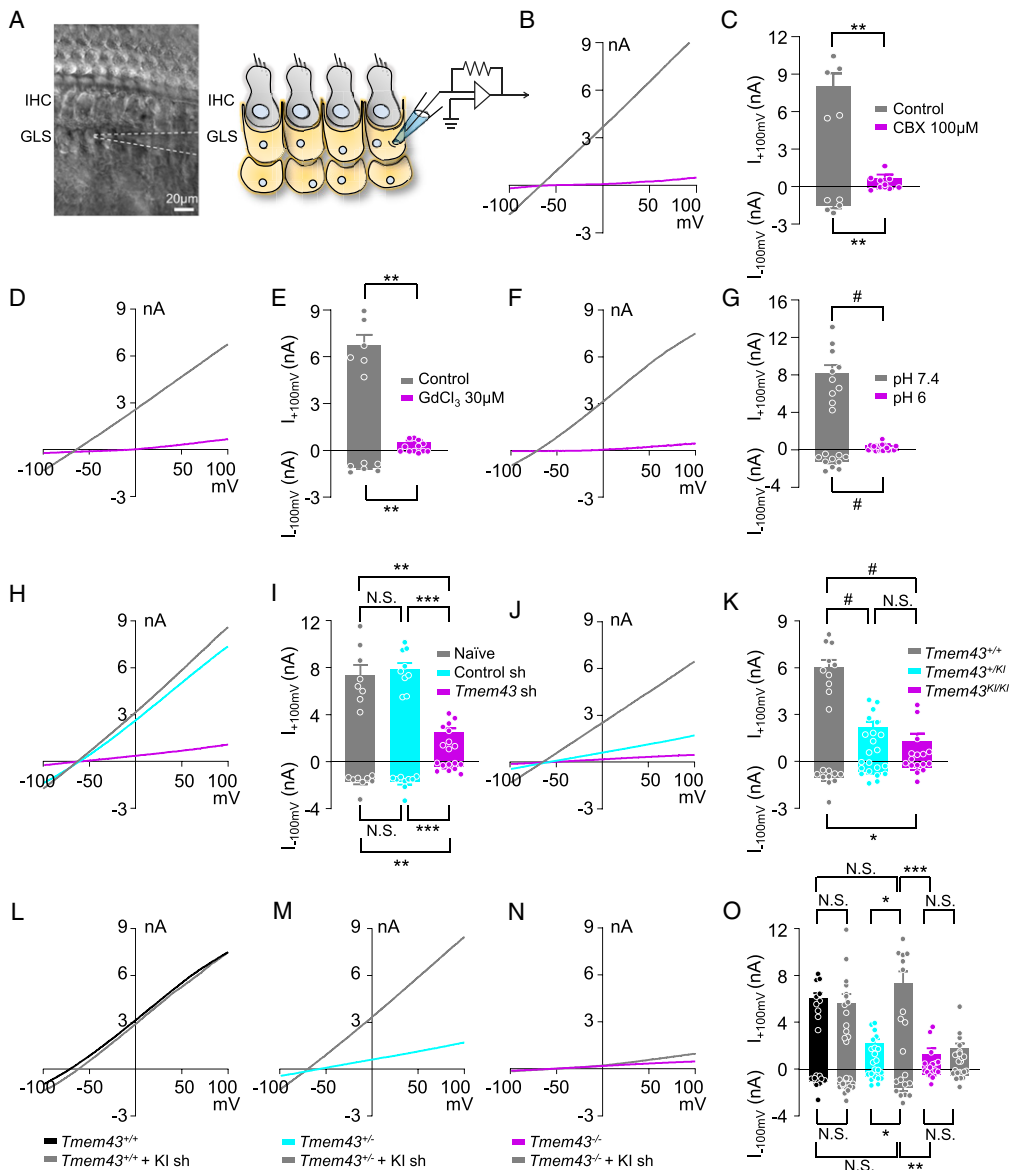 A
IHC
GLS
20µm
IHC
GLS
B
nA
9
6
3
-100
-50
50
100
mV
-3
C
**
12
9
6
3
0
-3
I+100mV (nA)
I-100mV (nA)
Control
CBX 100µM
**
D
nA
9
6
3
-100
-50
50
100
mV
-3
E
**
9
6
3
0
-3
I+100mV (nA)
I-100mV (nA)
Control
GdCl3 30µM
**
F
nA
9
6
3
-100
-50
50
100
mV
-3
G
#
16
12
8
4
0
-4
I+100mV (nA)
I-100mV (nA)
pH 7.4
pH 6
#
H
nA
9
6
3
-100
-50
50
100
mV
-3
I
**
N.S.
***
12
8
4
0
-4
I+100mV (nA)
I-100mV (nA)
Naïve
Control sh
Tmem43 sh
N.S.
***
**
J
nA
9
6
3
-100
-50
50
100
mV
-3
K
#
#
N.S.
9
6
3
0
-3
I+100mV (nA)
I-100mV (nA)
Tmem43+/+
Tmem43+/KI
Tmem43KI/KI
*
L
nA
9
6
3
-100
-50
50
100
mV
-3
Tmem43+/+
Tmem43+/+ + KI sh
M
nA
9
6
3
-100
-50
50
100
mV
-3
Tmem43+/-
Tmem43+/- + KI sh
N
nA
9
6
3
-100
-50
50
100
mV
-3
Tmem43-/-
Tmem43-/- + KI sh
O
N.S.
***
N.S.
*
N.S.
12
8
4
0
-4
I+100mV (nA)
I-100mV (nA)
N.S.
*
N.S.
N.S.
**